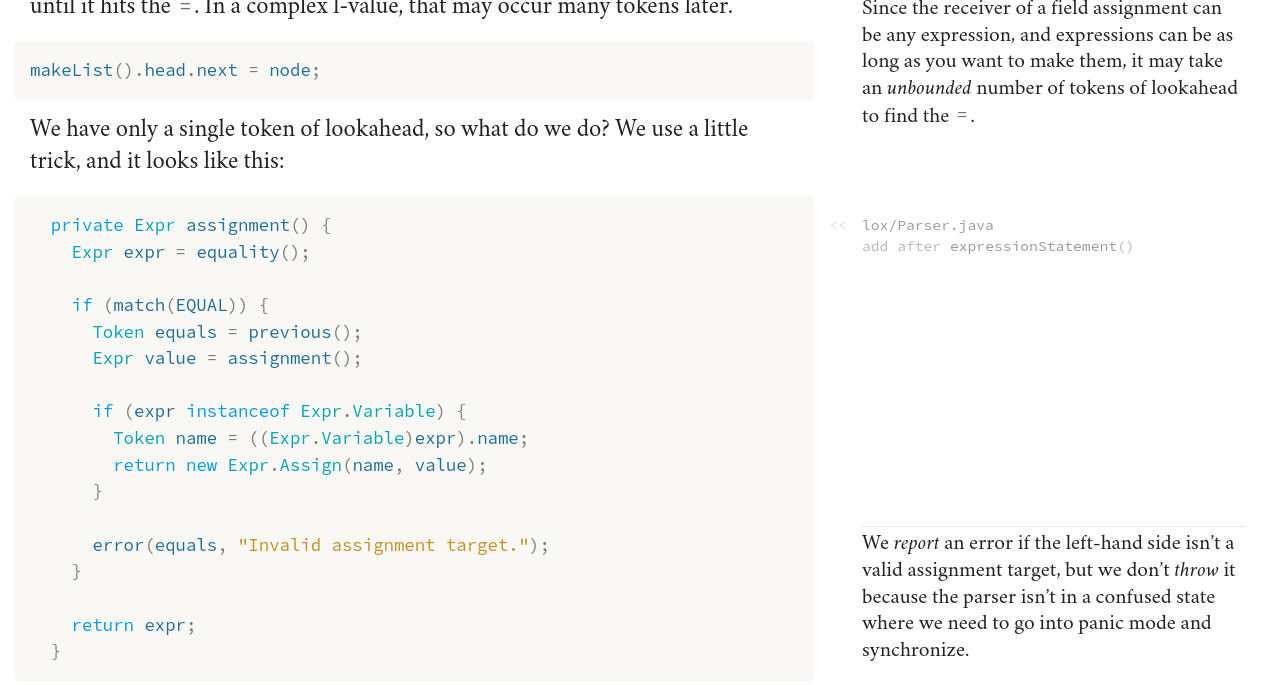 until it hits the =. In a complex l-value, that may occur many tokens later.
makeList().head.next = node;
We have only a single token of lookahead, so what do we do? We use a little
trick, and it looks like this:
private Expr assignment() {
Expr expr = equality();
if (match(EQUAL)) {
Token equals = previous();
Expr value = assignment();
if (expr instanceof Expr.Variable) {
Token name = ((Expr.Variable)expr).name;
return new Expr.Assign(name, value);
}
error(equals, "Invalid assignment target.");
}
return expr;
}
Since the receiver of a field assignment can
be any expression, and expressions can be as
long as you want to make them, it may take
an unbounded number of tokens of lookahead
to find the =.
<< lox/Parser.java
add after expressionStatement()
We report an error if the left-hand side isn’t a
valid assignment target, but we don’t throw it
because the parser isn’t in a confused state
where we need to go into panic mode and
synchronize.